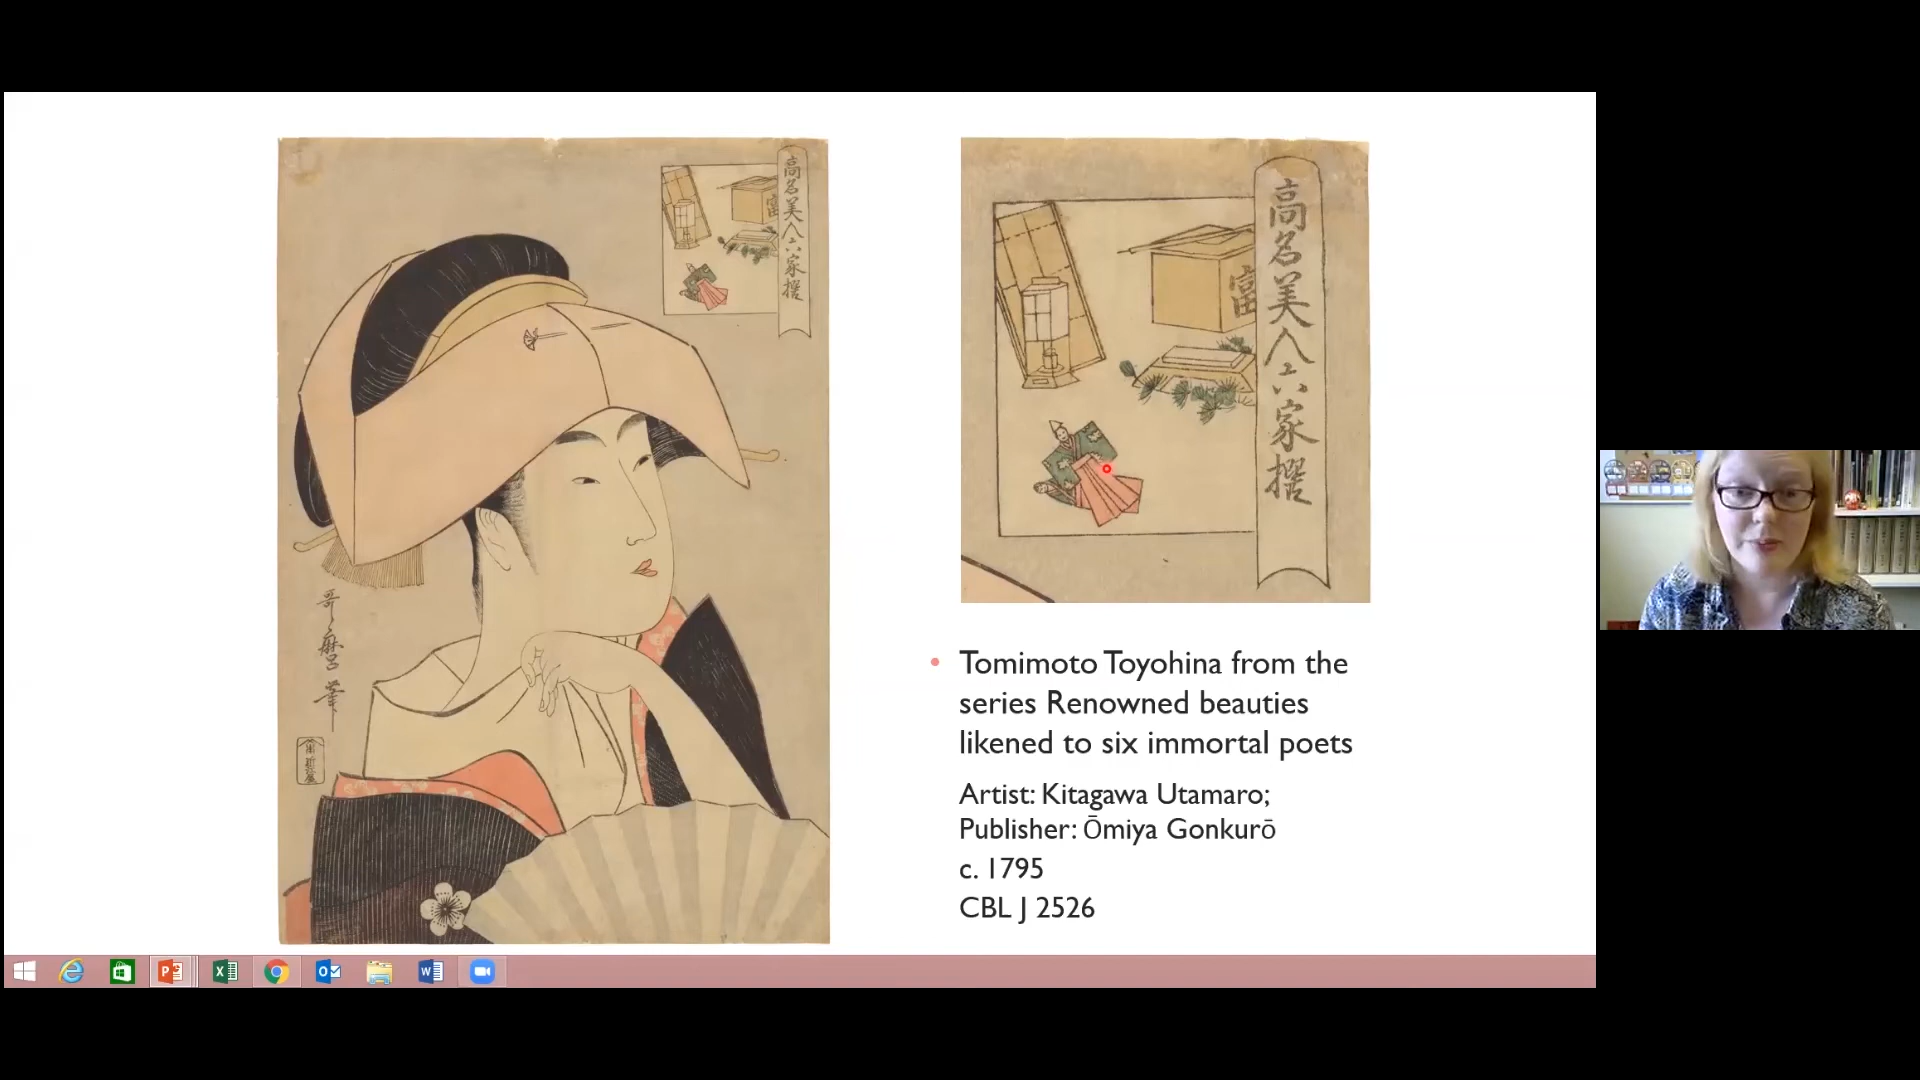 高名美人六家撰
富
哥麿筆
高名美人六家撰
富
• Tomimoto Toyohina from the
series Renowned beauties
likened to six immortal poets
Artist: Kitagawa Utamaro;
Publisher: Ōmiya Gonkurō
c. 1795
CBL J 2526